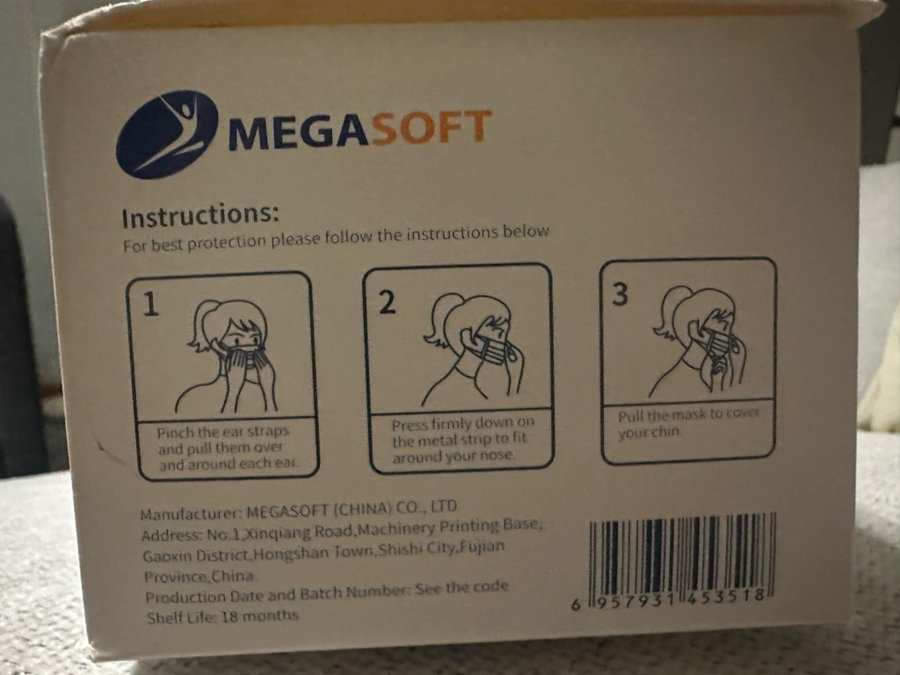 MEGASOFT
Instructions:
For best protection please follow the instructions below
1
Pinch the ear straps
and pull them over
and around each ear.
2
Press firmly down on
the metal strip to fit
around your nose.
3
Pull the mask to cover
your chin.
Manufacturer: MEGASOFT (CHINA) CO., LTD
Address: No.1,Xinqiang Road,Machinery Printing Base,
Gaoxin District,Hongshan Town,Shishi City,Fujian
Province,China
Production Date and Batch Number: See the code
Shelf Life: 18 months
6 957931 453518